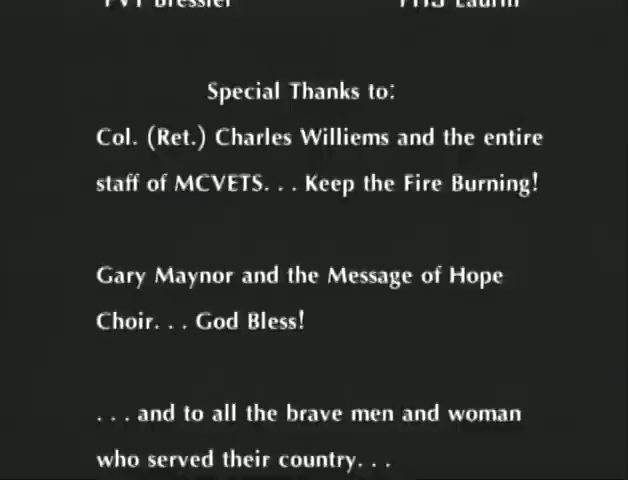 Special Thanks to:
Col. (Ret.) Charles Williems and the entire
staff of MCVETS. . . Keep the Fire Burning!
Gary Maynor and the Message of Hope
Choir. . . God Bless!
. . . and to all the brave men and woman
who served their country. . .